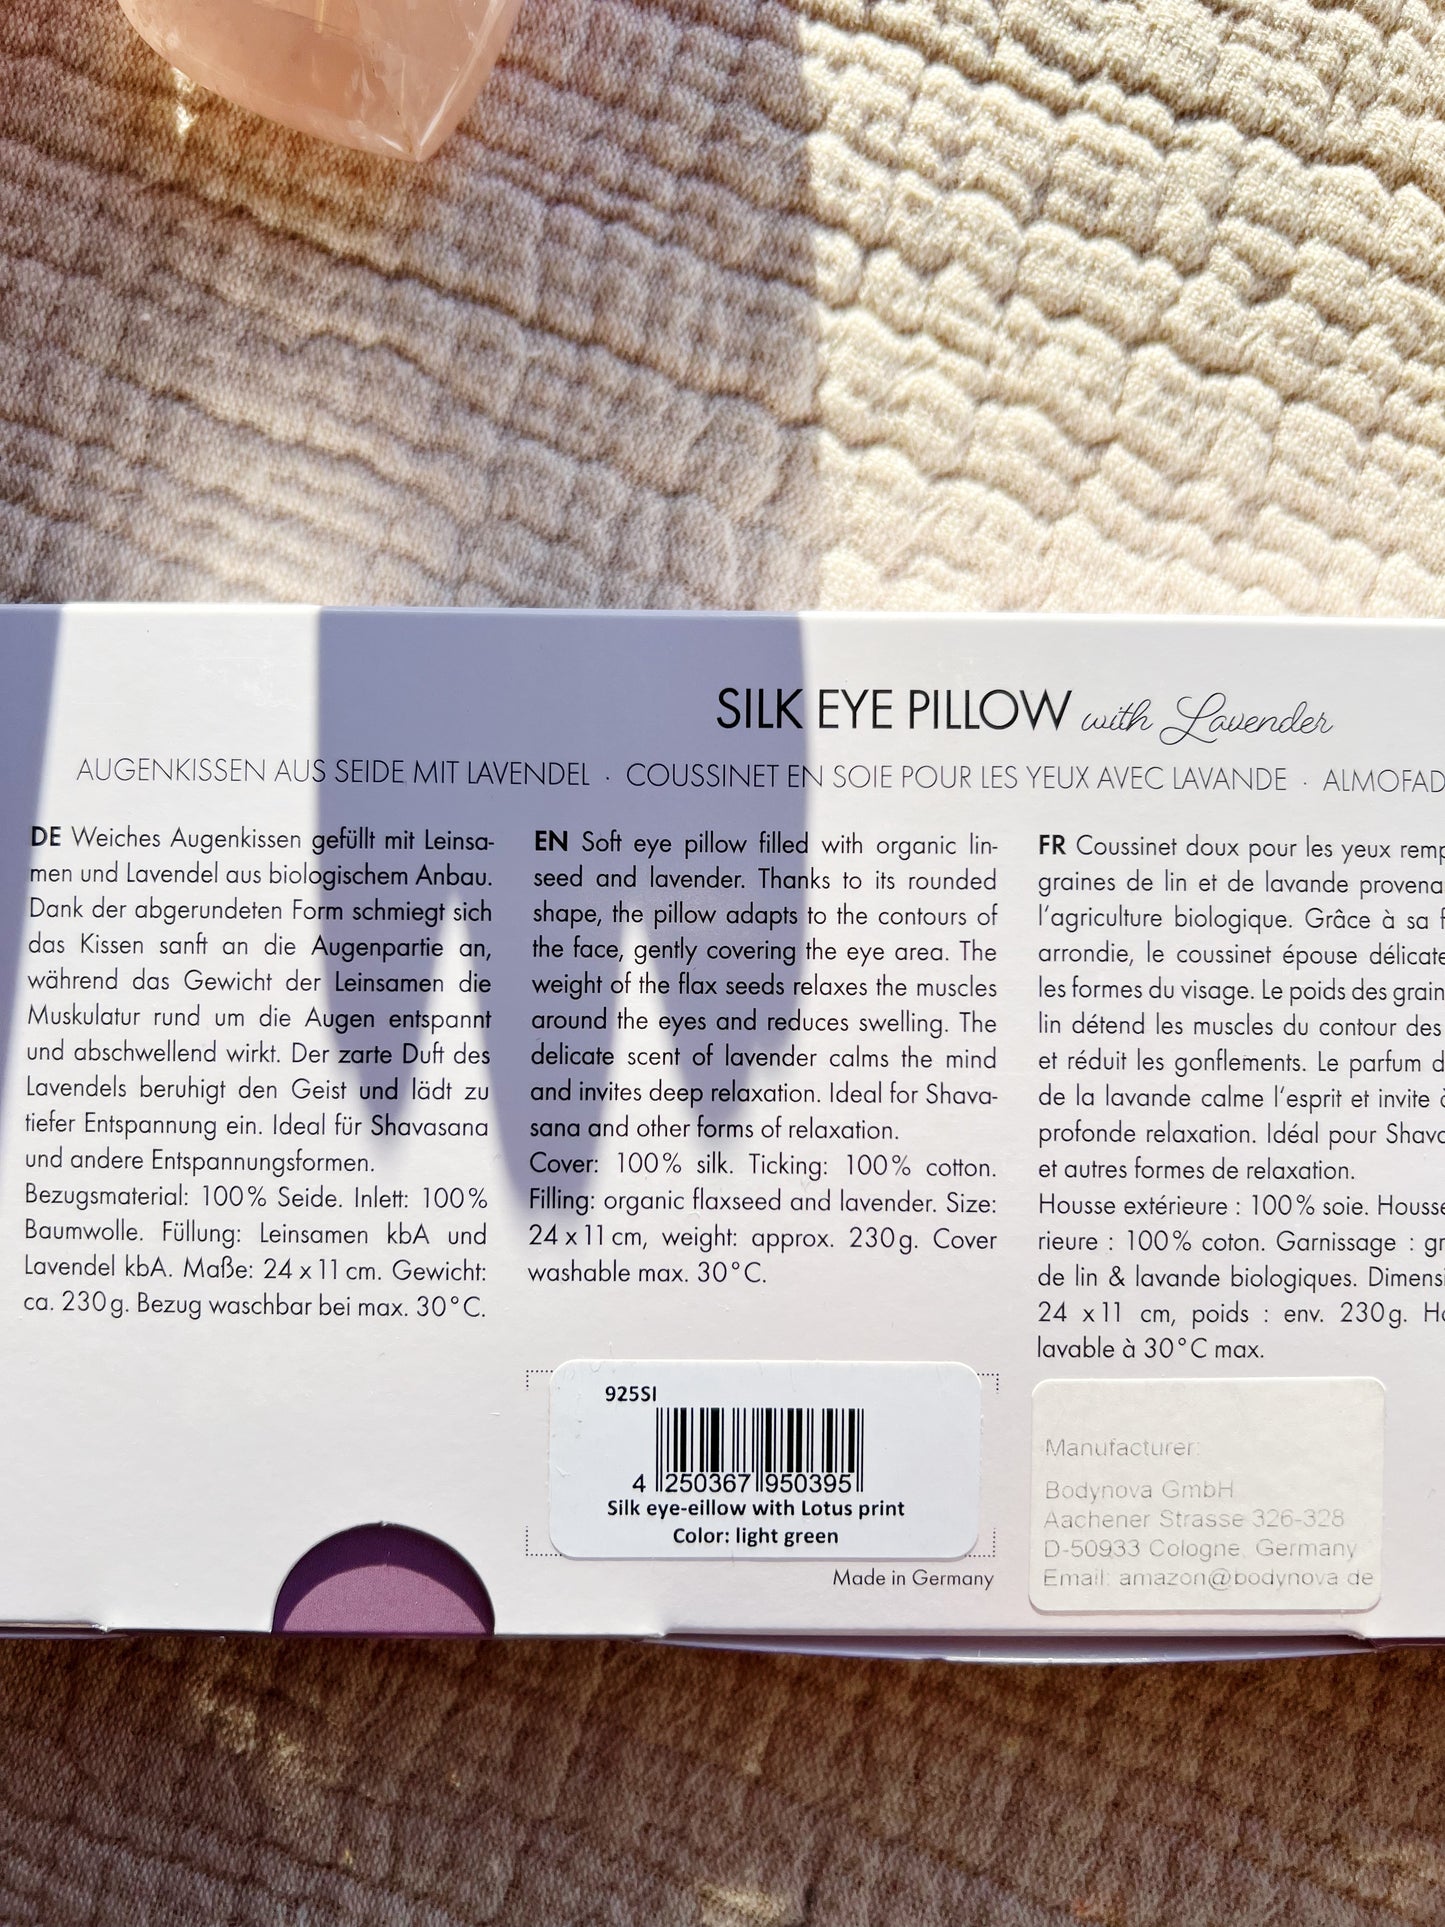 SILK EYE PILLOW with Lavender
AUGENKISSEN AUS SEIDE MIT LAVENDEL · COUSSINET EN SOIE POUR LES YEUX AVEC LAVANDE ·
DE Weiches Augenkissen gefüllt mit Leinsa-
men und Lavendel aus biologischem Anbau.
Dank der abgerundeten Form schmiegt sich
das Kissen sanft an die Augenpartie an,
während das Gewicht der Leinsamen die
Muskulatur rund um die Augen entspannt
und abschwellend wirkt. Der zarte Duft des
Lavendels beruhigt den Geist und lädt zu
tiefer Entspannung ein. Ideal für Shavasana
und andere Entspannungsformen.
Bezugsmaterial: 100% Seide. Inlett: 100%
Baumwolle. Füllung: Leinsamen kbA und
Lavendel kbA. Maße: 24 x 11 cm. Gewicht:
ca. 230g. Bezug waschbar bei max. 30°C.
EN Soft eye pillow filled with organic lin-
seed and lavender. Thanks to its rounded
shape, the pillow adapts to the contours of
the face, gently covering the eye area. The
weight of the flax seeds relaxes the muscles
around the eyes and reduces swelling. The
delicate scent of lavender calms the mind
and invites deep relaxation. Ideal for Shava-
sana and other forms of relaxation.
Cover: 100% silk. Ticking: 100% cotton.
Filling: organic flaxseed and lavender. Size:
24 x 11 cm, weight: approx. 230g. Cover
washable max. 30°C.
FR Coussinet doux pour les yeux
graines de lin et de lavande
l'agriculture biologique. Grâce à sa
arrondie, le coussinet épouse
les formes du visage. Le poids des
lin détend les muscles du contour des
et réduit les gonflements. Le parfum
de la lavande calme l'esprit et invite
profonde relaxation. Idéal pour
et autres formes de relaxation.
Housse extérieure : 100% soie.
rieure : 100% coton. Garnissage :
de lin & lavande biologiques.
24 x 11 cm, poids : env. 230g.
lavable à 30°C max.
925SI
4 250367 950395
Silk eye-eillow with Lotus print
Color: light green
Made in Germany
Manufacturer:
Bodynova GmbH
Aachener Strasse 326-328
D-50933 Cologne, Germany
Email: amazon@bodynova.de